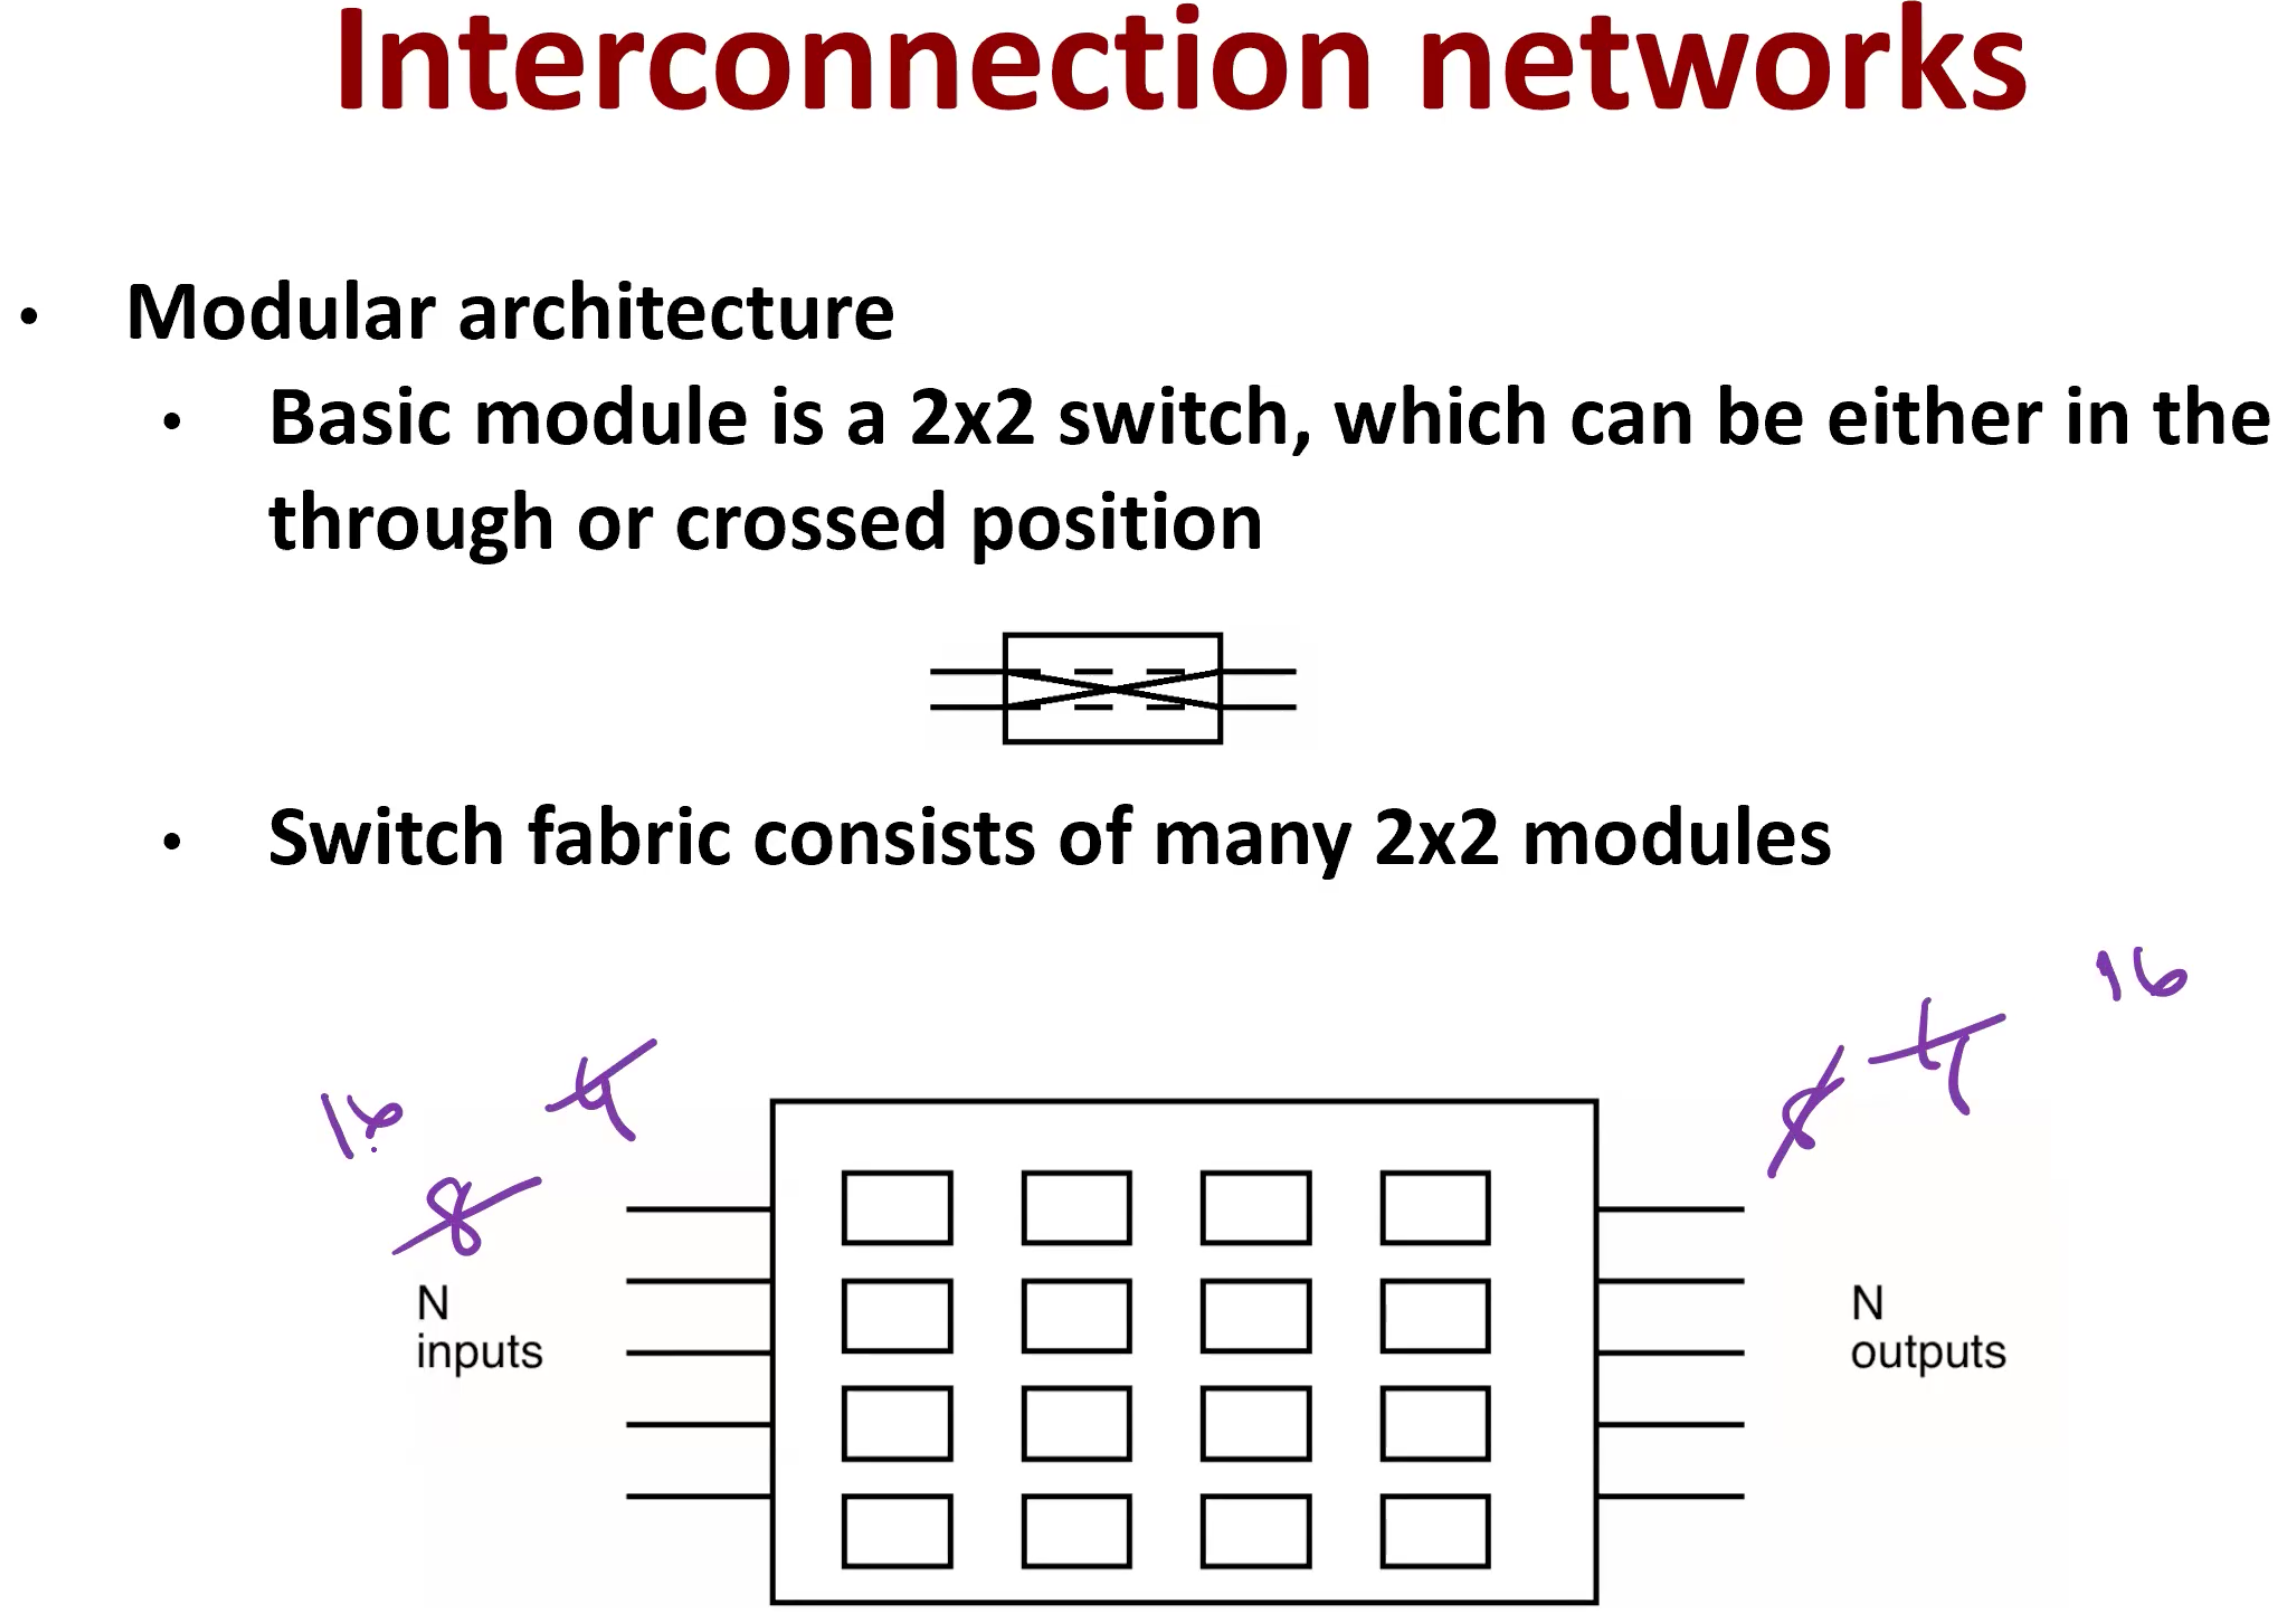 Interconnection networks
• Modular architecture
• Basic module is a 2x2 switch, which can be either in the
through or crossed position
• Switch fabric consists of many 2x2 modules
16
4
16
4
8
8
N
inputs
N
outputs